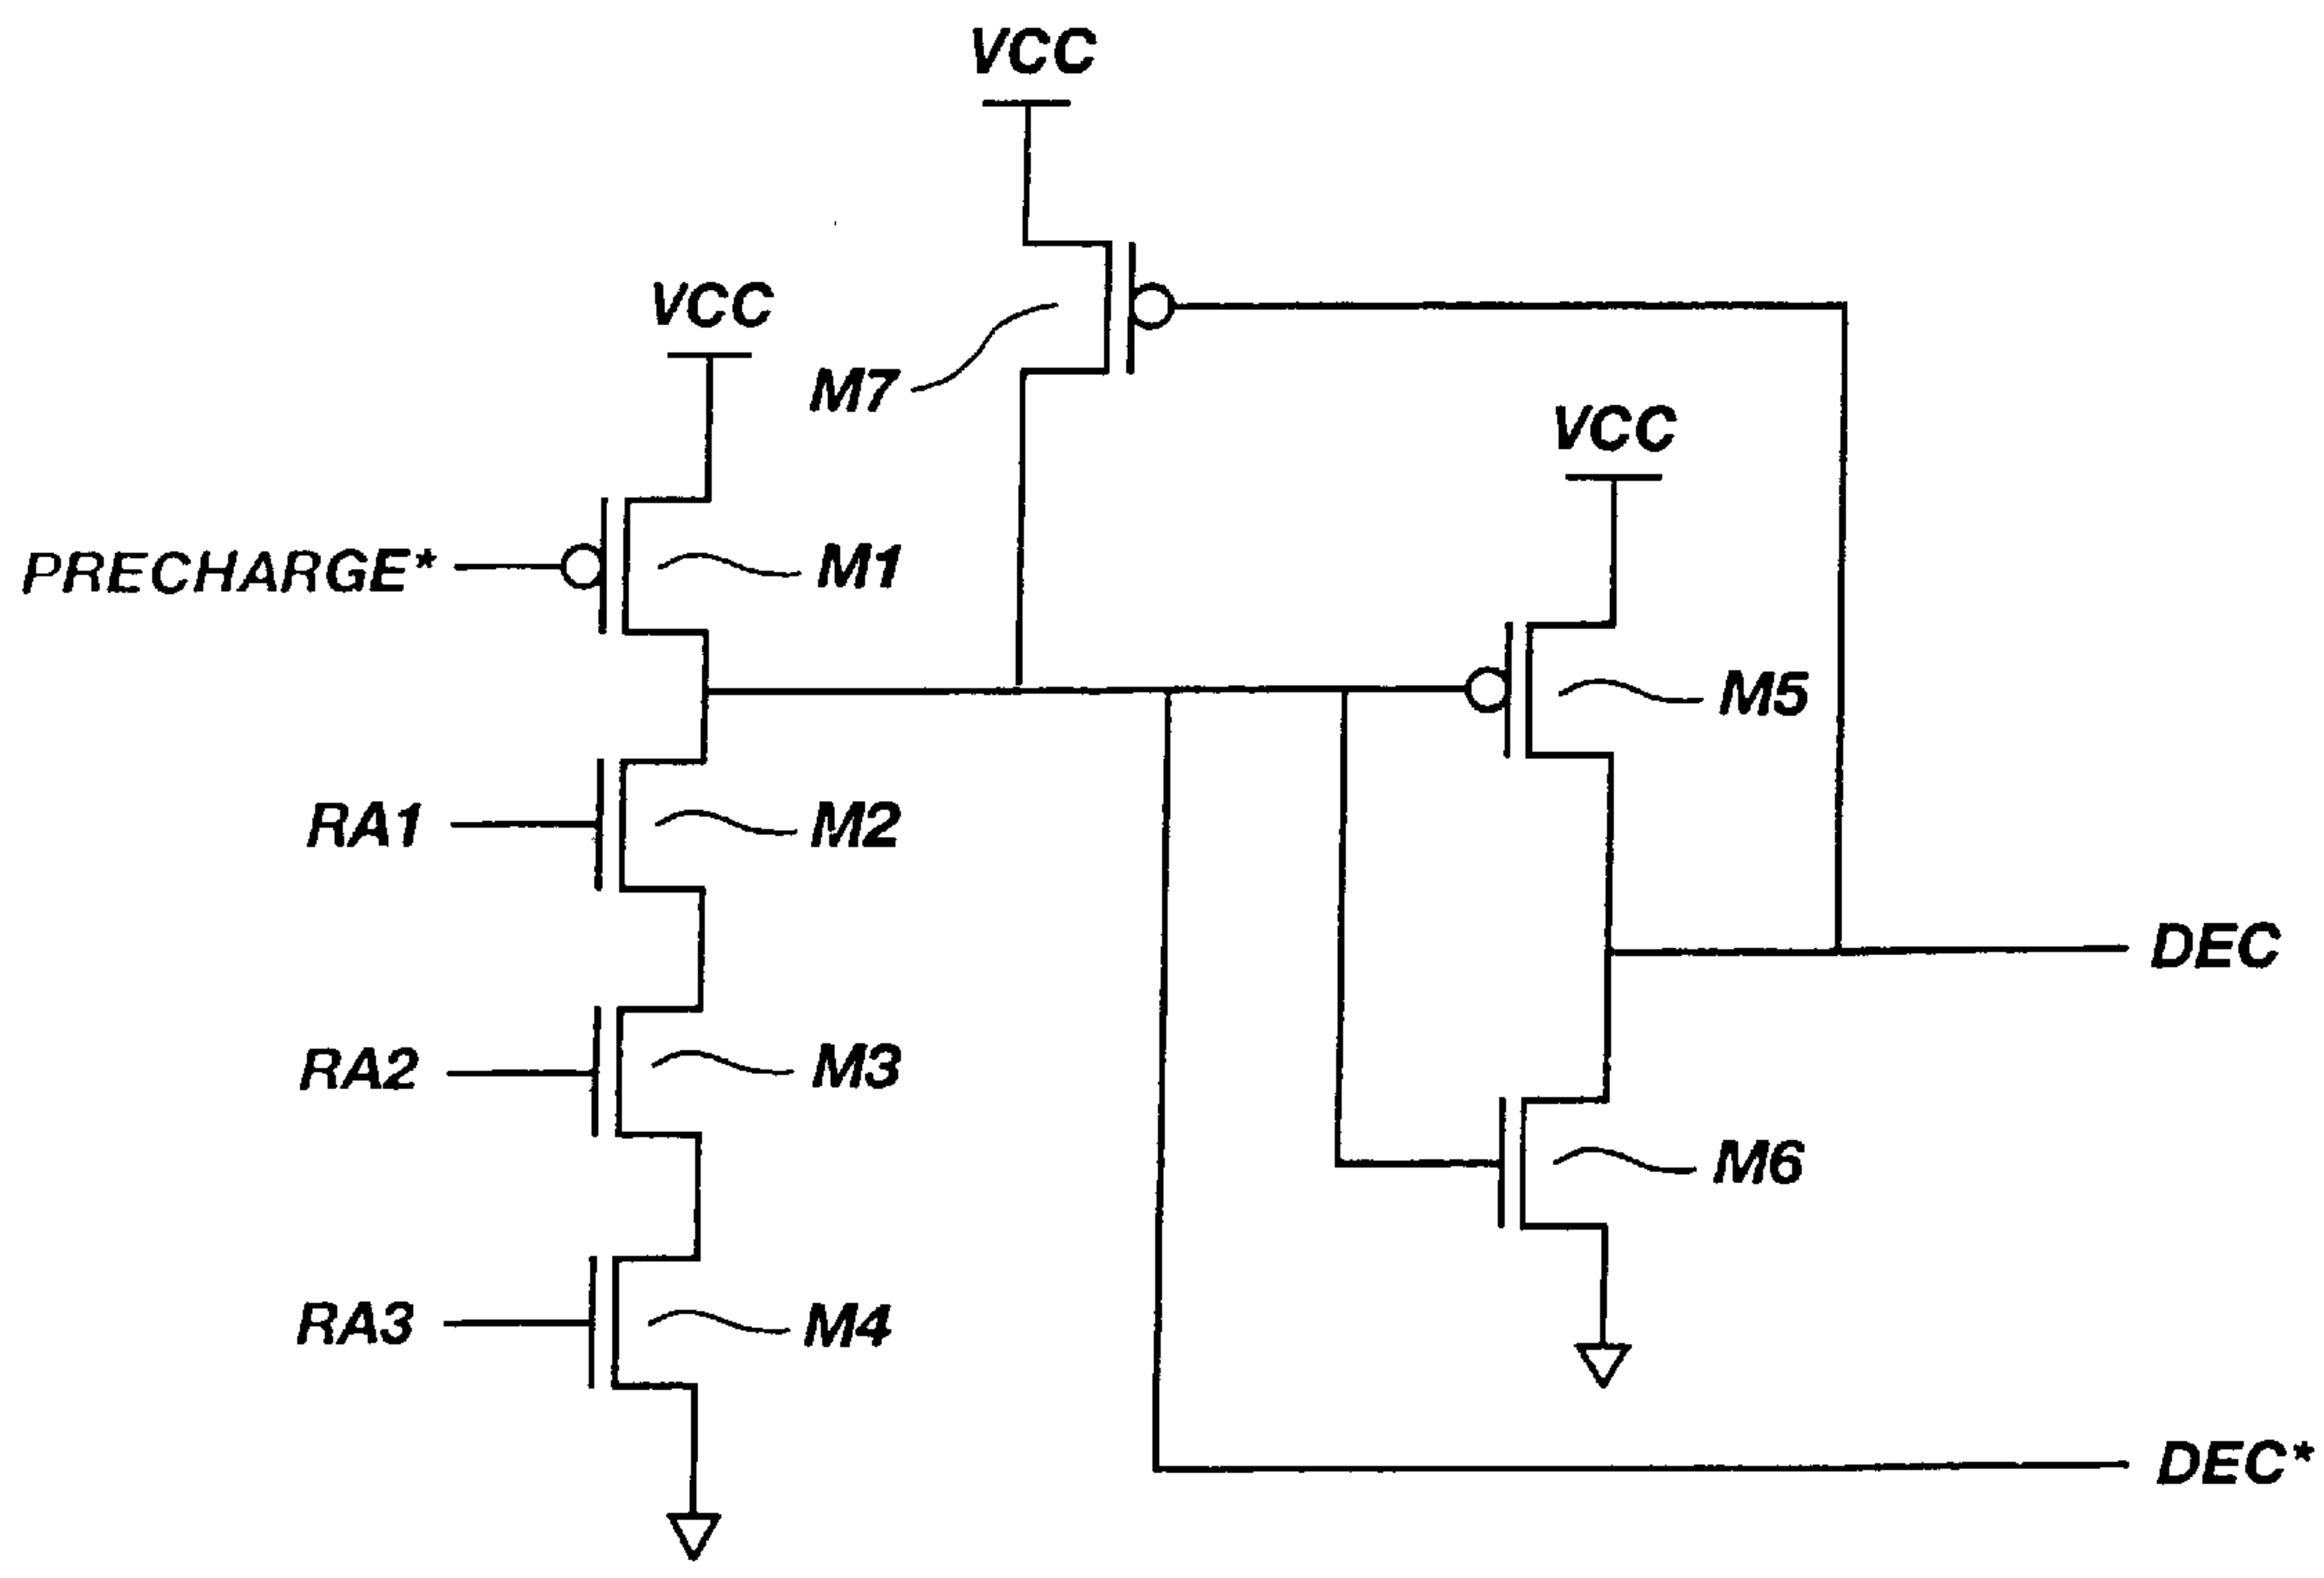 VCC
VCC
M7
VCC
PRECHARGE*
M1
M5
RA1
M2
DEC
RA2
M3
M6
RA3
M4
DEC*